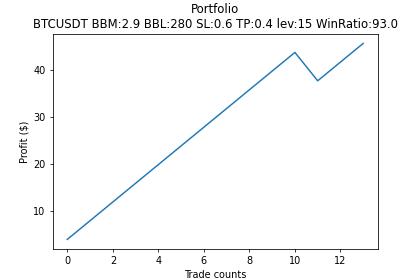 Portfolio
BTCUSDT BBM:2.9 BBL:280 SL:0.6 TP:0.4 lev:15 WinRatio:93.0
40
30
20
10
Profit ($)
0 2 4 6 8 10 12
Trade counts